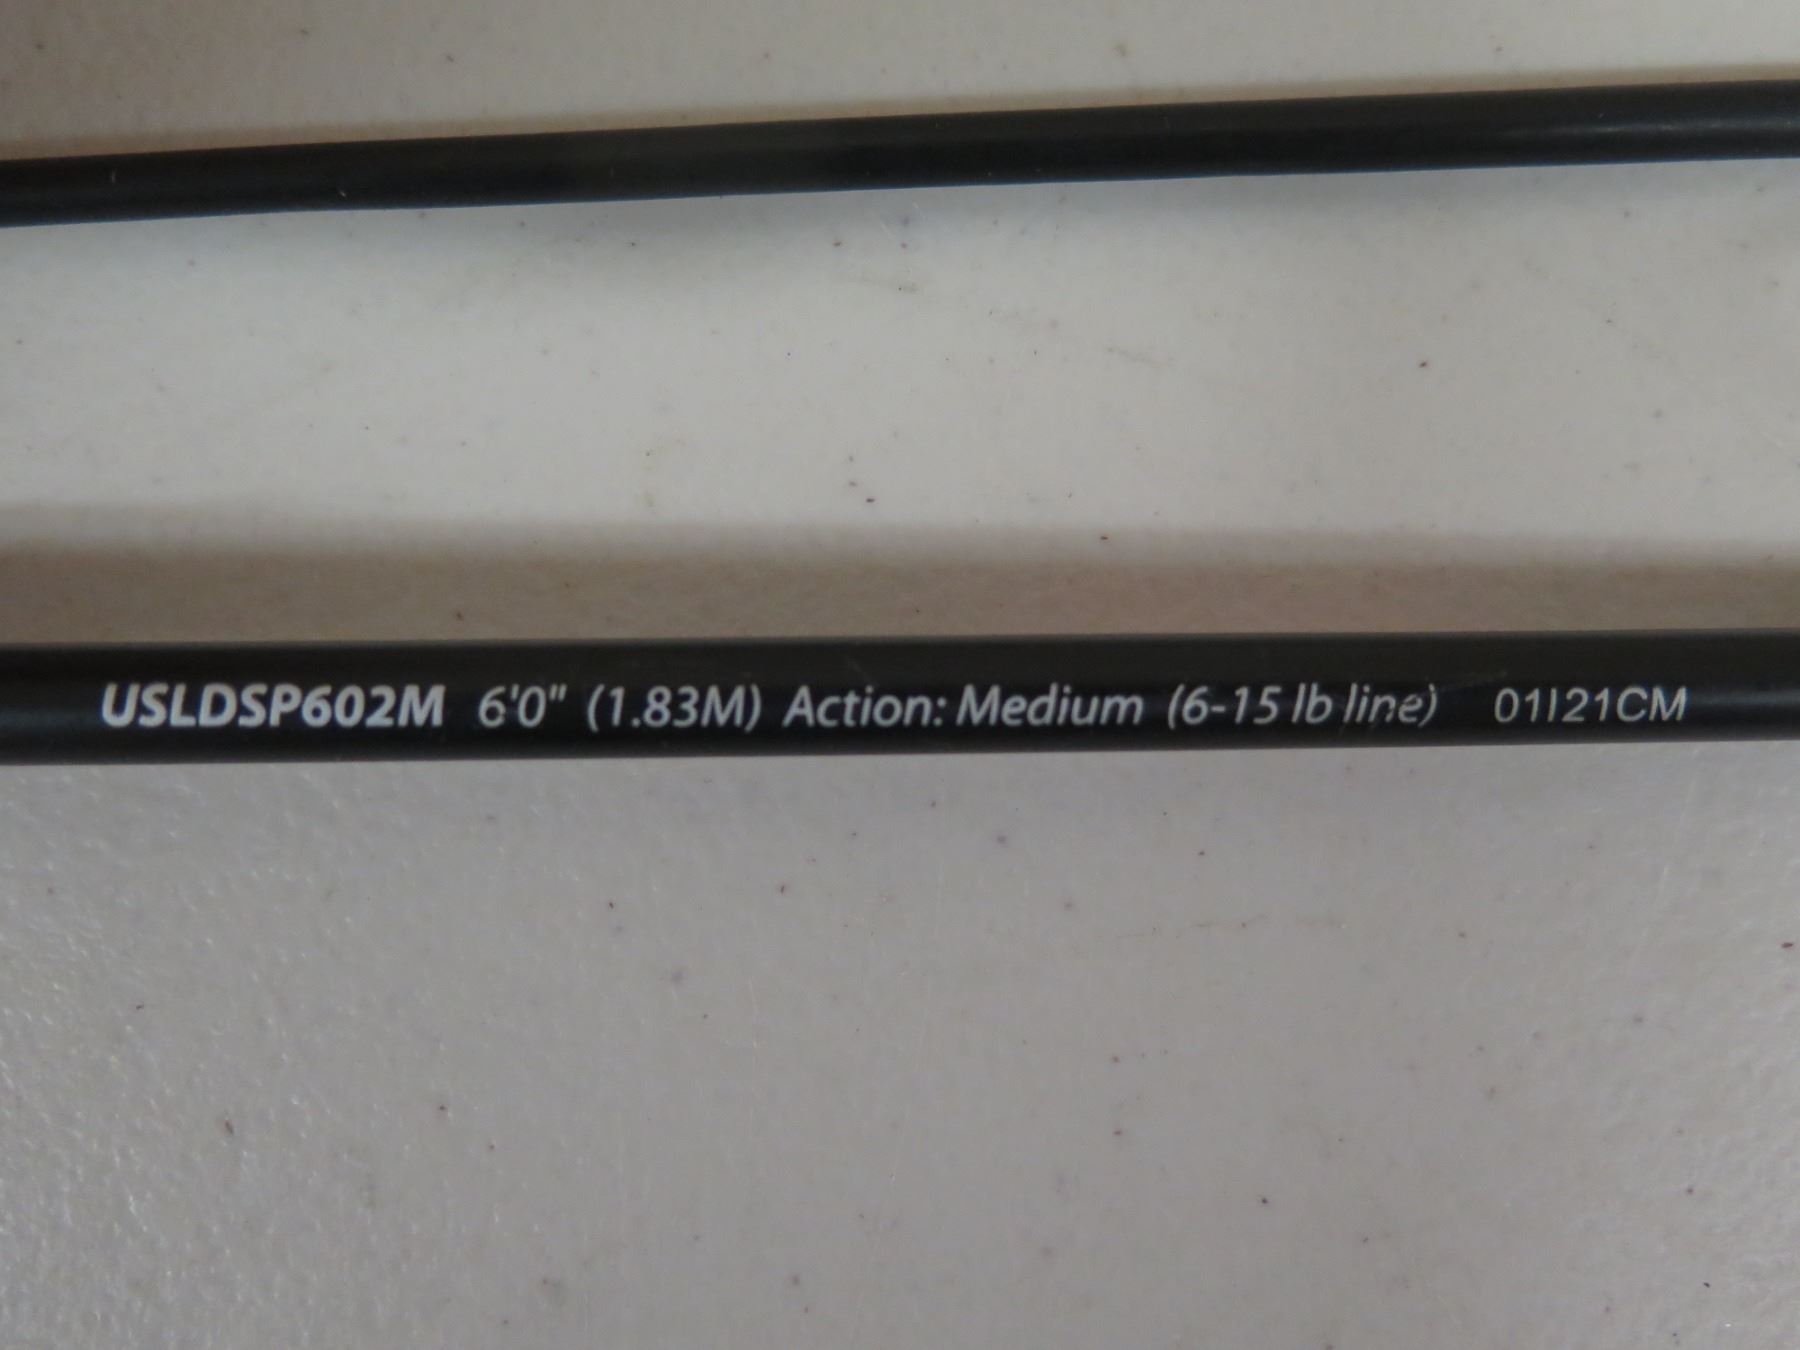 USLDSP602M 6'0" (1.83M) Action: Medium (6-15 lb line) 01I21CM